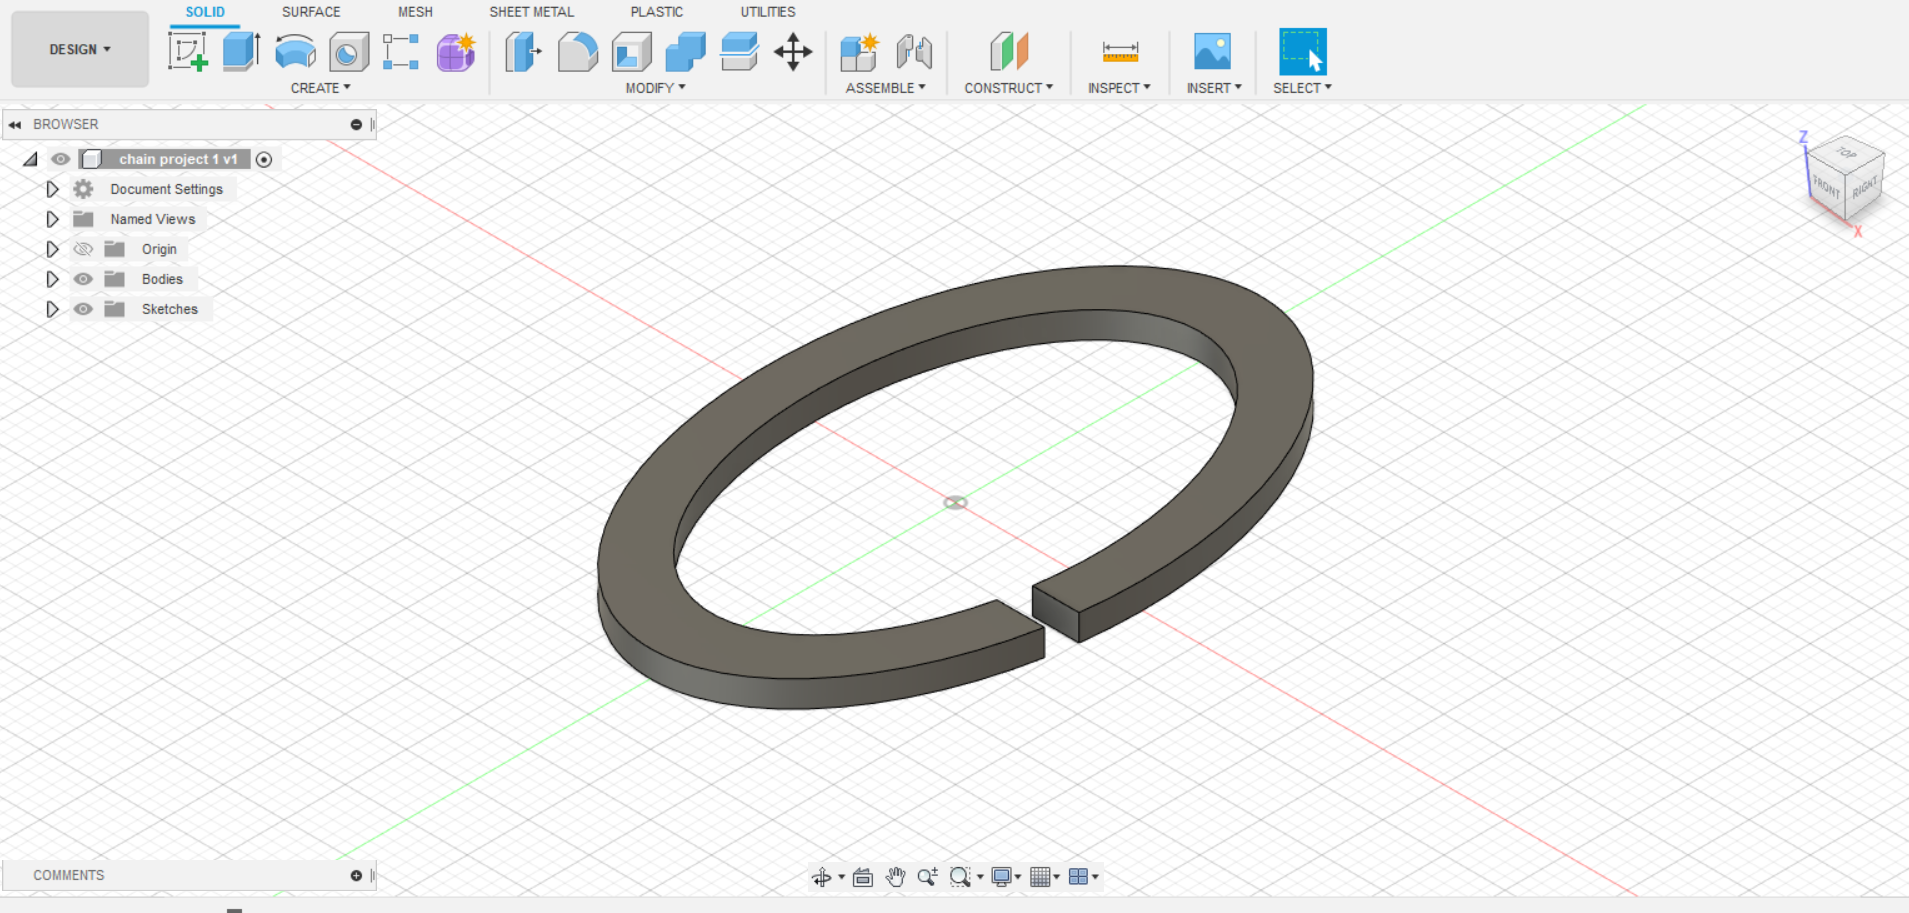 SOLID SURFACE MESH SHEET METAL PLASTIC UTILITIES
DESIGN
CREATE MODIFY ASSEMBLE CONSTRUCT INSPECT INSERT SELECT
BROWSER
chain project 1 v1
Document Settings
Named Views
Origin
Bodies
Sketches
Z
TOP
FRONT RIGHT
X
COMMENTS